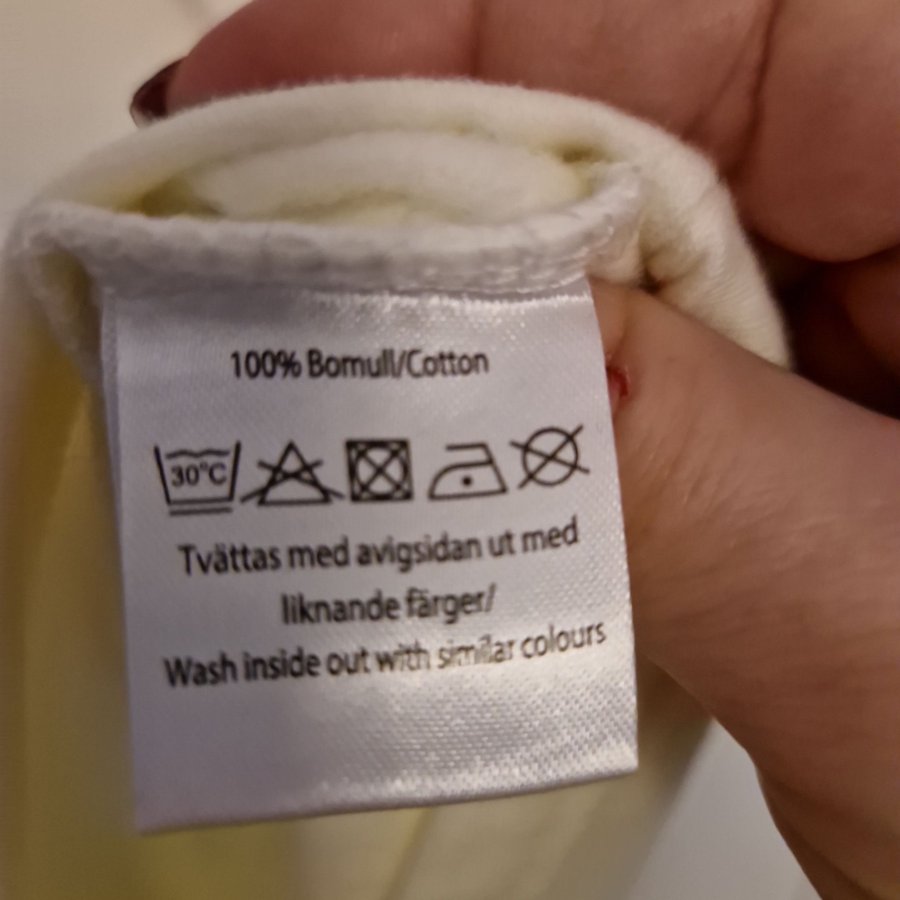 100% Bomull/Cotton
30°C
Tvättas med avigsidan ut med
liknande färger/
Wash inside out with similar colours